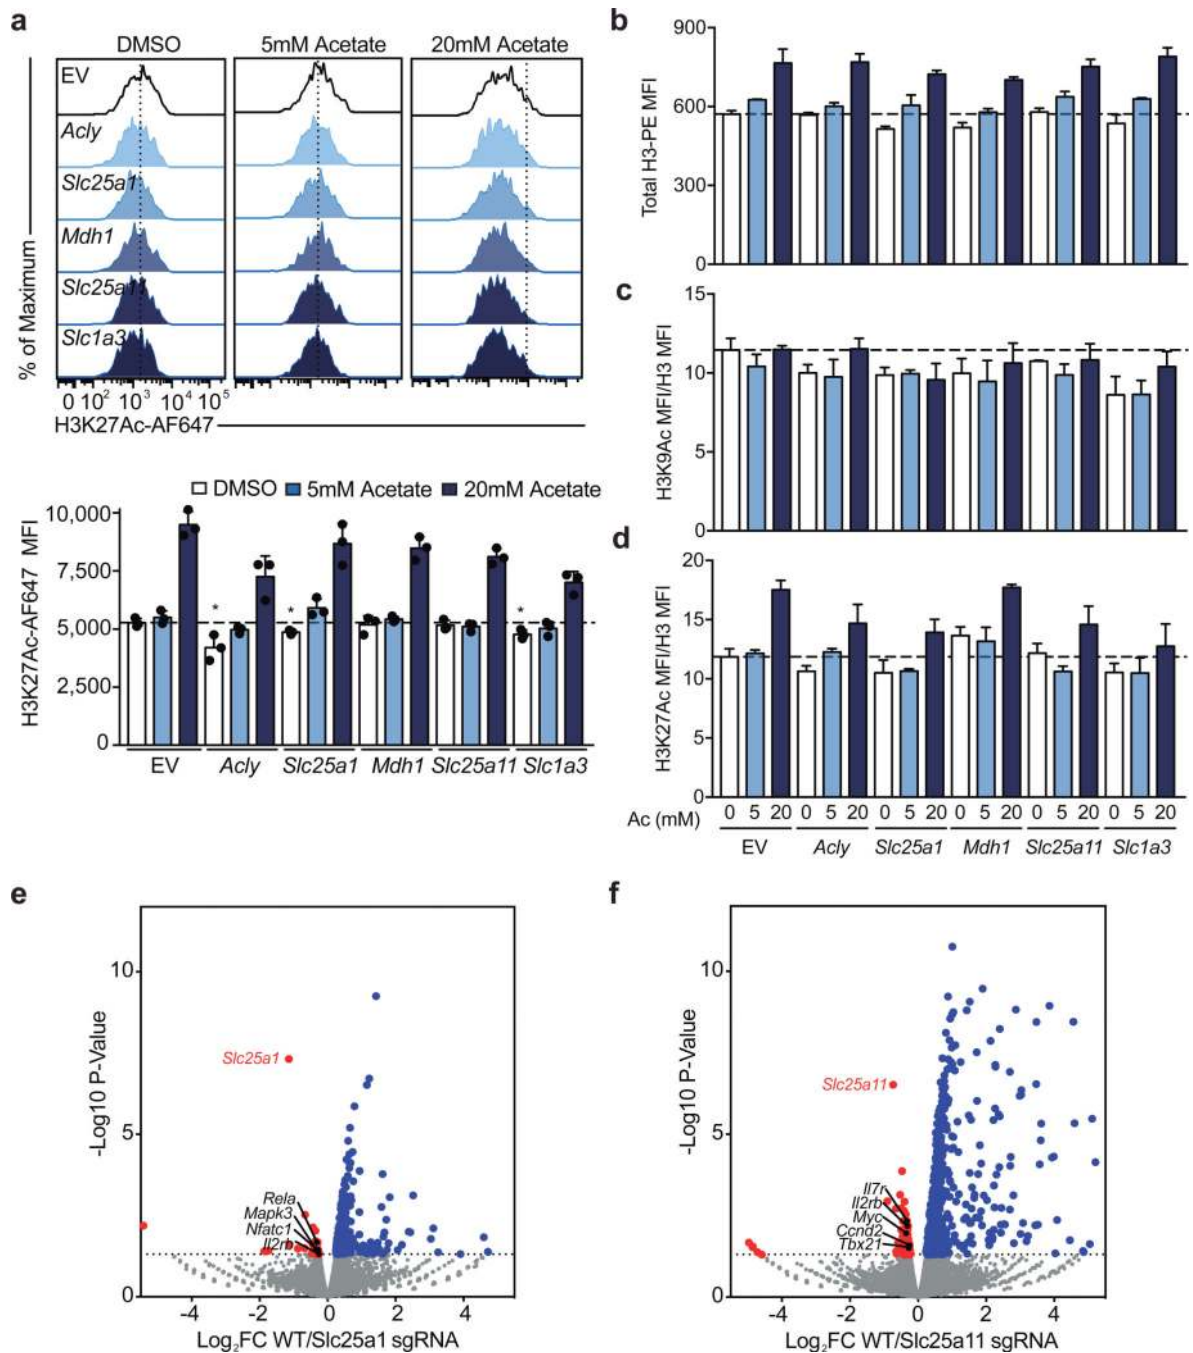 a
DMSO 5mM Acetate 20mM Acetate
% of Maximum
EV
Acly
Slc25a1
Mdh1
Slc25a11
Slc1a3
0 10² 10³ 10⁴ 10⁵
H3K27Ac-AF647
DMSO 5mM Acetate 20mM Acetate
H3K27Ac-AF647 MFI
10,000
7,500
5,000
2,500
0
* * *
EV Acly Slc25a1 Mdh1 Slc25a11 Slc1a3
b
Total H3-PE MFI
900
600
300
0
c
H3K9Ac MFI/H3 MFI
15
10
5
0
d
H3K27Ac MFI/H3 MFI
20
15
10
5
0
Ac (mM) 0 5 20 0 5 20 0 5 20 0 5 20 0 5 20 0 5 20
EV Acly Slc25a1 Mdh1 Slc25a11 Slc1a3
e
-Log10 P-Value
10
5
0
Slc25a1
Rela
Mapk3
Nfatc1
-4 -2 0 2 4
Log₂FC WT/Slc25a1 sgRNA
f
-Log10 P-Value
10
5
0
Slc25a11
Il7r
Il2rb
Myc
Ccnd2
Tbx21
-4 -2 0 2 4
Log₂FC WT/Slc25a11 sgRNA